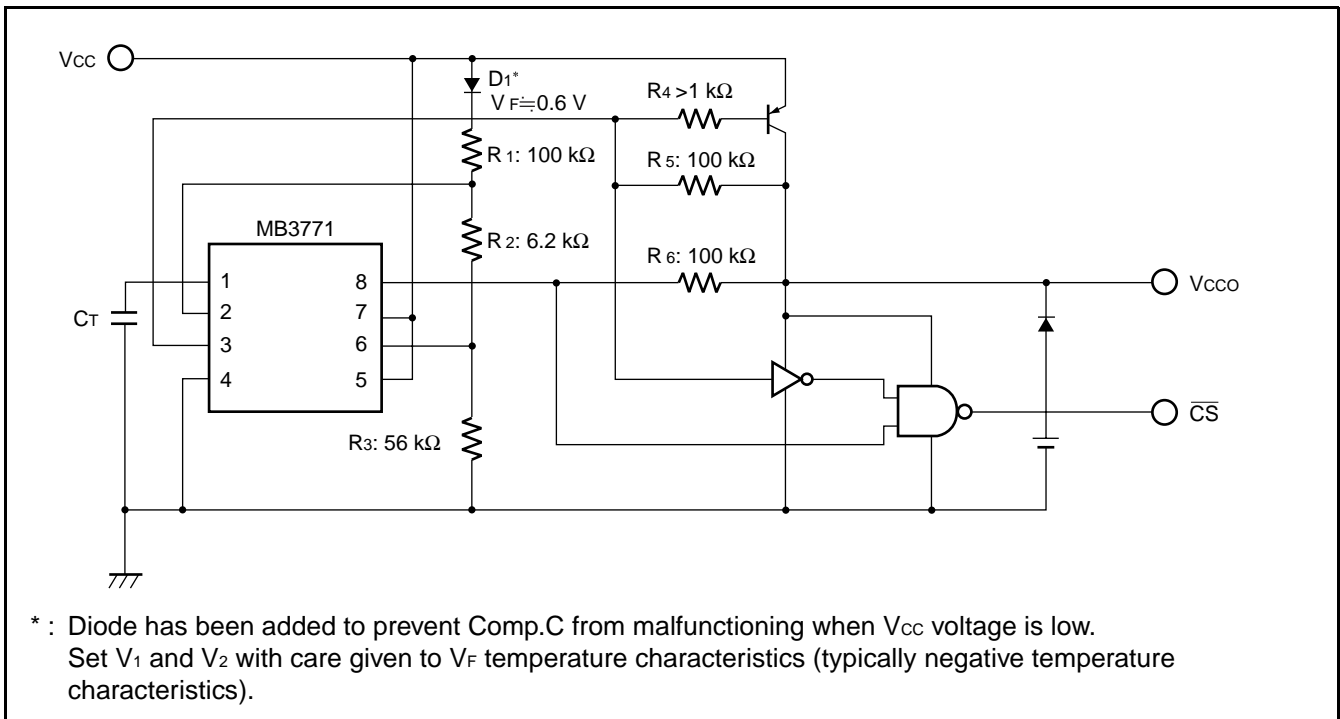 VCC
D1*
VF≒0.6 V
R4 >1 kΩ
R1: 100 kΩ
R5: 100 kΩ
MB3771
R2: 6.2 kΩ
R6: 100 kΩ
1
8
VCCO
CT
2
7
3
6
4
5
CS
R3: 56 kΩ
* : Diode has been added to prevent Comp.C from malfunctioning when VCC voltage is low.
Set V1 and V2 with care given to VF temperature characteristics (typically negative temperature
characteristics).